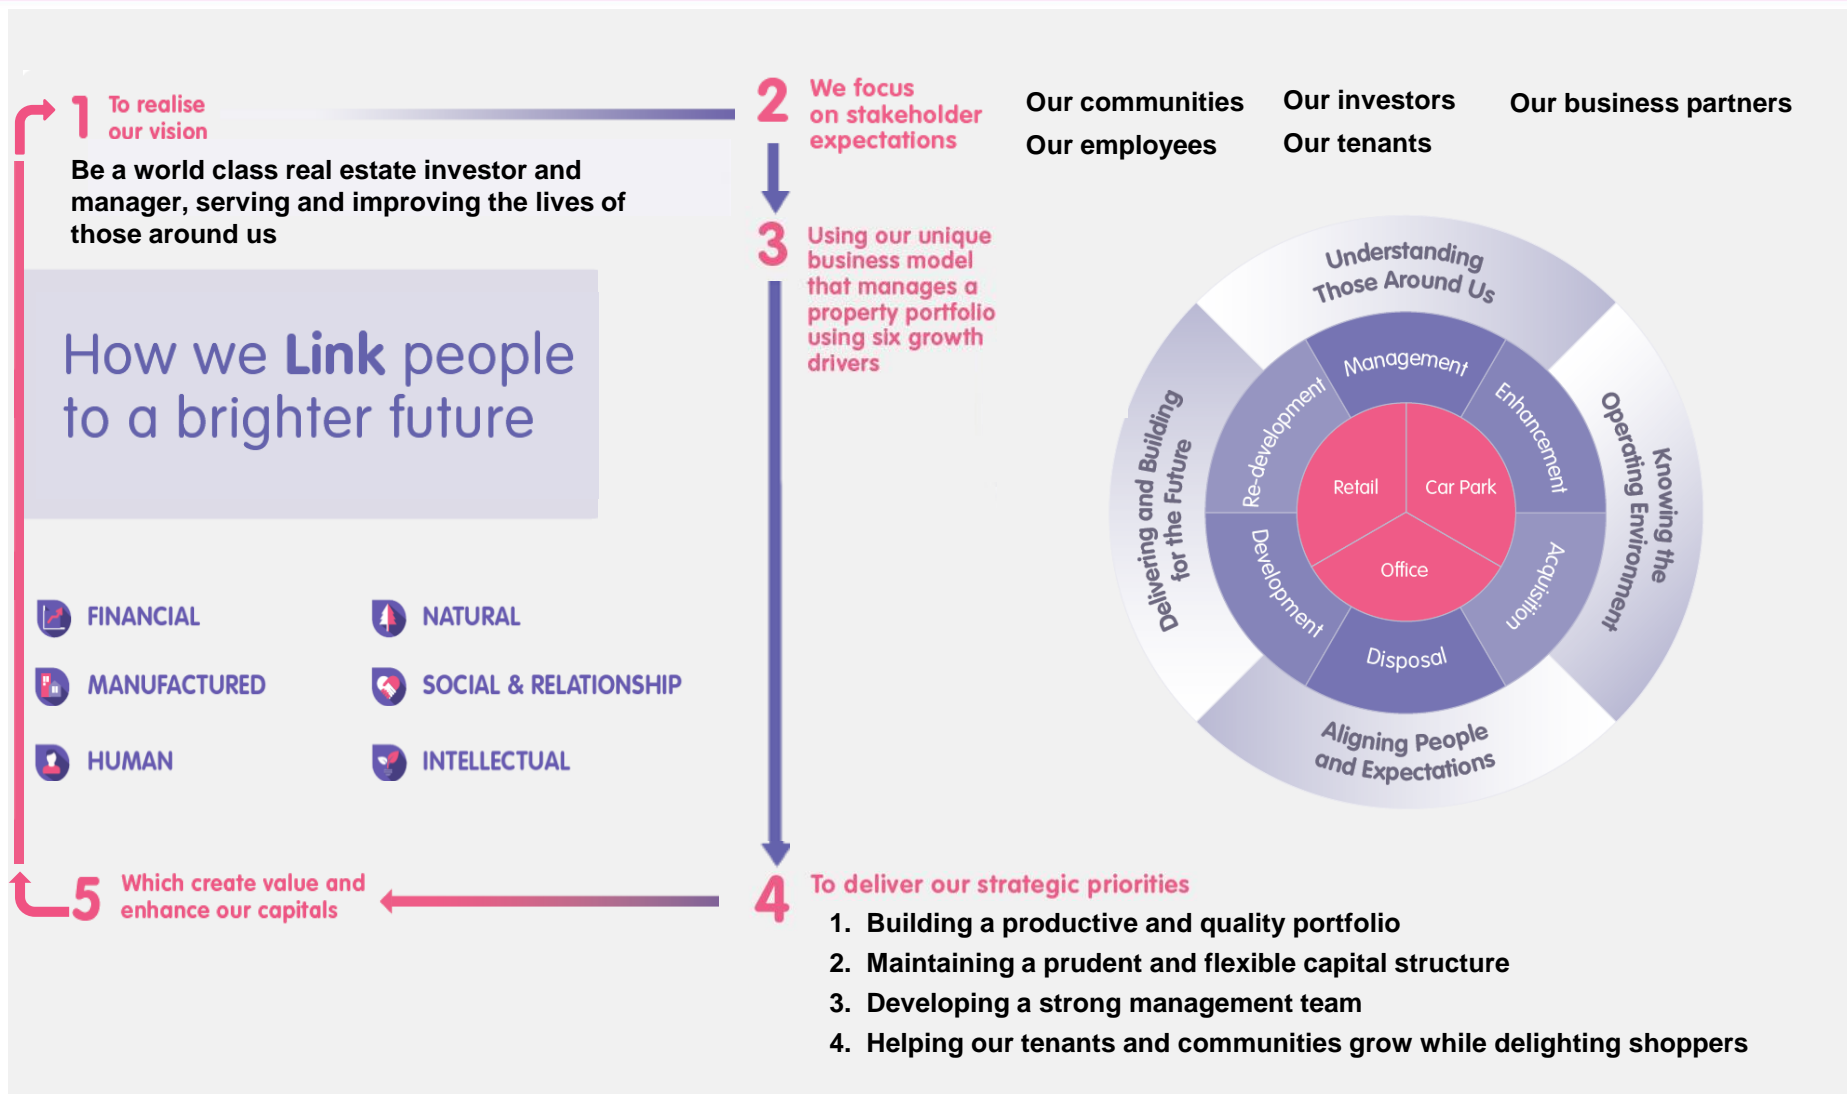 1 To realise
our vision
Be a world class real estate investor and
manager, serving and improving the lives of
those around us
2 We focus
on stakeholder
expectations
Our communities
Our investors
Our business partners
Our employees
Our tenants
3 Using our unique
business model
that manages a
property portfolio
using six growth
drivers
Understanding
Those Around Us
Knowing the
Operating Environment
Aligning People
and Expectations
Delivering and Building
for the Future
Management
Enhancement
Acquisition
Disposal
Development
Re-development
Retail
Car Park
Office
How we Link people
to a brighter future
FINANCIAL
NATURAL
MANUFACTURED
SOCIAL & RELATIONSHIP
HUMAN
INTELLECTUAL
4 To deliver our strategic priorities
1. Building a productive and quality portfolio
2. Maintaining a prudent and flexible capital structure
3. Developing a strong management team
4. Helping our tenants and communities grow while delighting shoppers
5 Which create value and
enhance our capitals